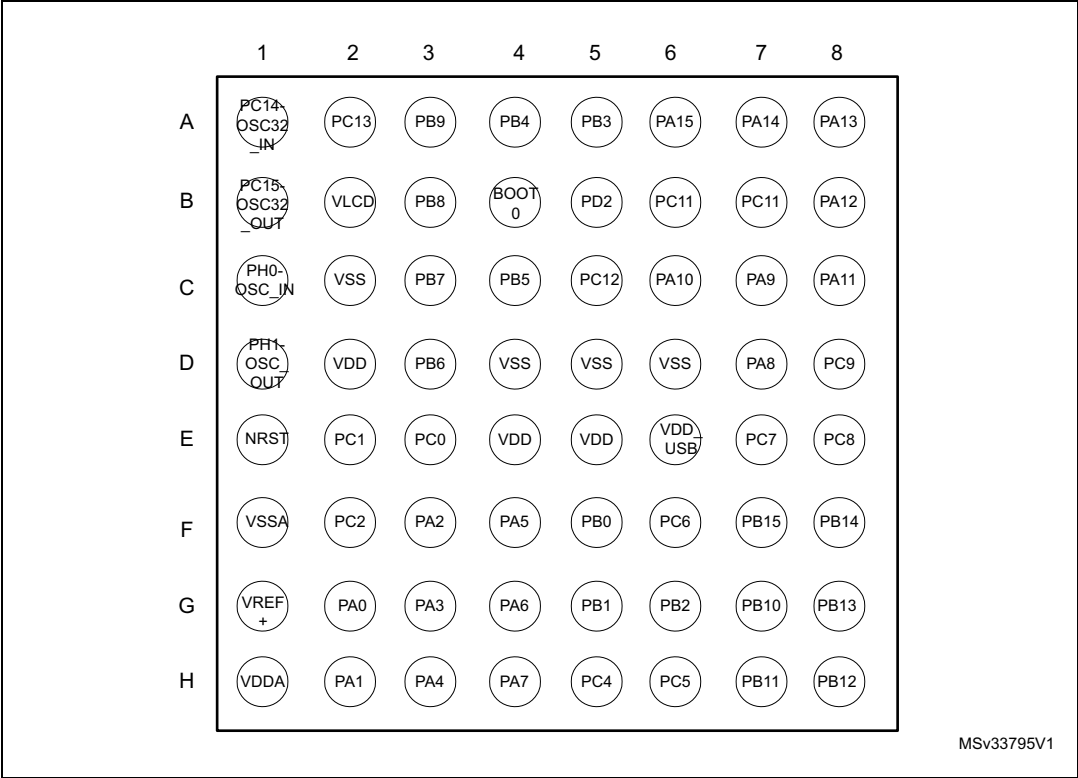 1 2 3 4 5 6 7 8
A PC14-OSC32_IN PC13 PB9 PB4 PB3 PA15 PA14 PA13
B PC15-OSC32_OUT VLCD PB8 BOOT0 PD2 PC11 PC11 PA12
C PH0-OSC_IN VSS PB7 PB5 PC12 PA10 PA9 PA11
D PH1-OSC_OUT VDD PB6 VSS VSS VSS PA8 PC9
E NRST PC1 PC0 VDD VDD VDD_USB PC7 PC8
F VSSA PC2 PA2 PA5 PB0 PC6 PB15 PB14
G VREF+ PA0 PA3 PA6 PB1 PB2 PB10 PB13
H VDDA PA1 PA4 PA7 PC4 PC5 PB11 PB12
MSv33795V1